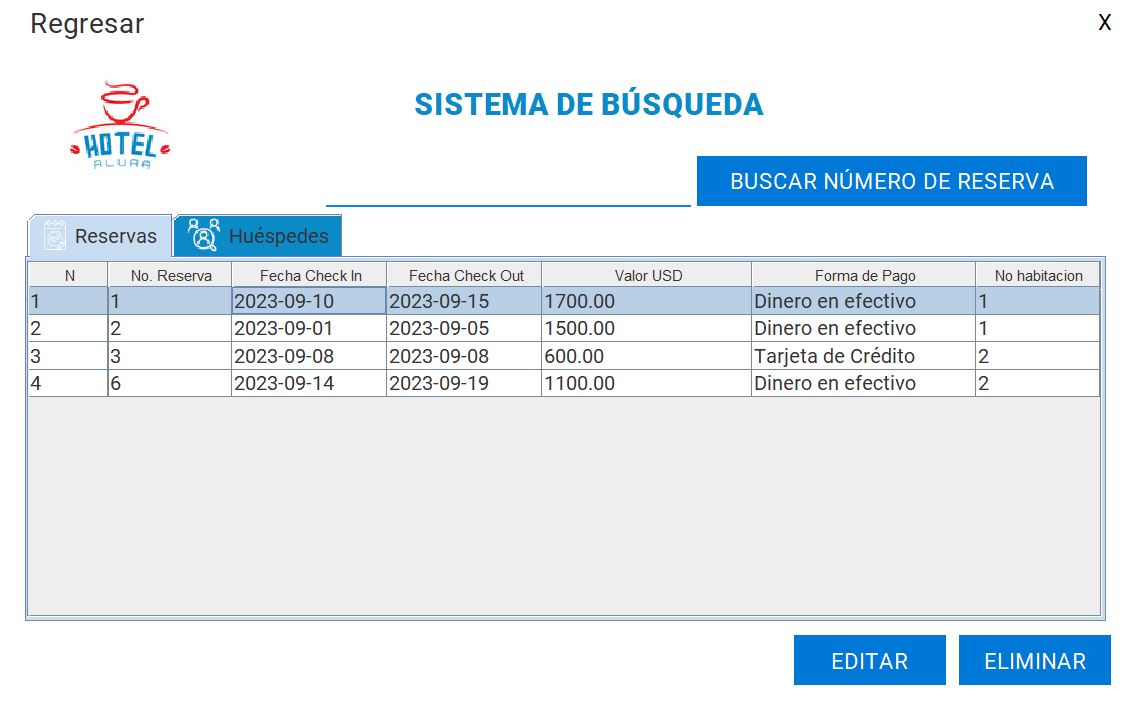 Regresar X
HOTEL
ALURA
SISTEMA DE BÚSQUEDA
BUSCAR NÚMERO DE RESERVA
Reservas Huéspedes
N No. Reserva Fecha Check In Fecha Check Out Valor USD Forma de Pago No habitacion
1 1 2023-09-10 2023-09-15 1700.00 Dinero en efectivo 1
2 2 2023-09-01 2023-09-05 1500.00 Dinero en efectivo 1
3 3 2023-09-08 2023-09-08 600.00 Tarjeta de Crédito 2
4 6 2023-09-14 2023-09-19 1100.00 Dinero en efectivo 2
EDITAR ELIMINAR